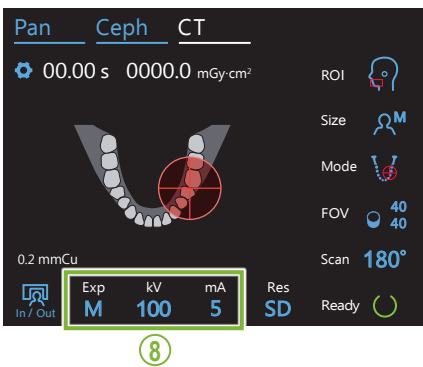 Pan Ceph CT
00.00 s 0000.0 mGy·cm²
ROI
Size M
Mode
FOV 40
40
0.2 mmCu Scan 180°
Exp kV mA Res
In / Out M 100 5 SD Ready
8